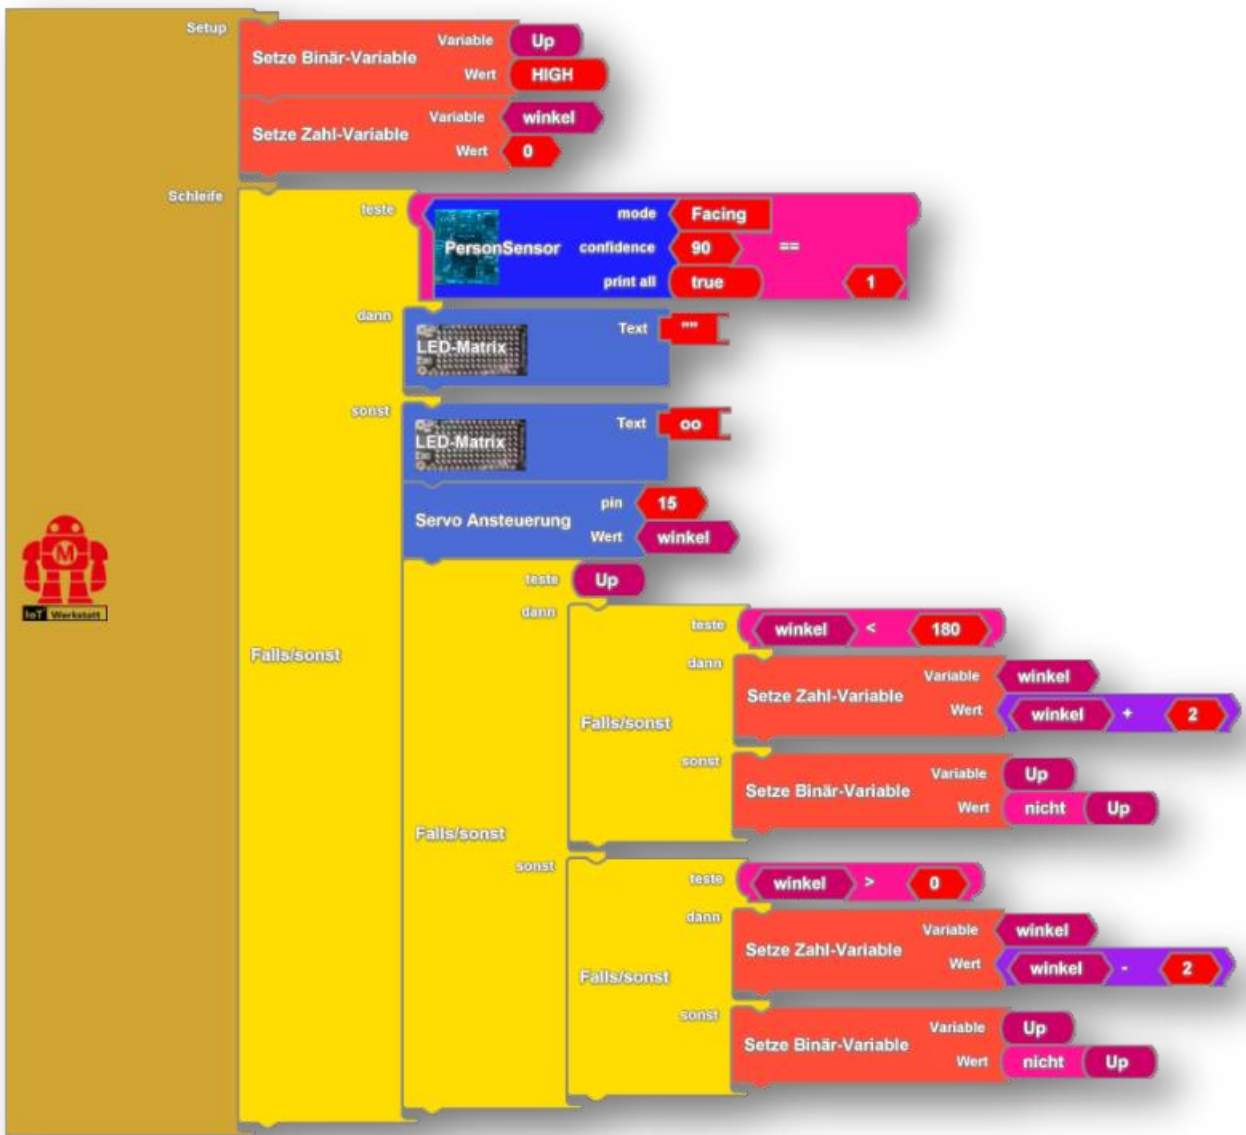 Setup
Setze Binär-Variable
Variable Up
Wert HIGH
Setze Zahl-Variable
Variable winkel
Wert 0
Schleife
Falls/sonst
teste
PersonSensor
mode Facing
confidence 90 ==
print all true 1
dann
LED-Matrix
Text ""
sonst
LED-Matrix
Text oo
Servo Ansteuerung
pin 15
Wert winkel
Falls/sonst
teste Up
dann
Falls/sonst
teste winkel < 180
dann
Setze Zahl-Variable
Variable winkel
Wert winkel + 2
sonst
Setze Binär-Variable
Variable Up
Wert nicht Up
sonst
Falls/sonst
teste winkel > 0
dann
Setze Zahl-Variable
Variable winkel
Wert winkel - 2
sonst
Setze Binär-Variable
Variable Up
Wert nicht Up
M
IoT Werkstatt